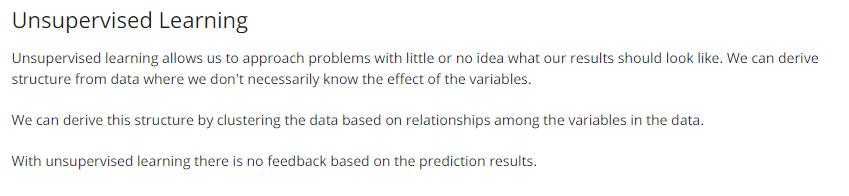 Unsupervised Learning
Unsupervised learning allows us to approach problems with little or no idea what our results should look like. We can derive
structure from data where we don't necessarily know the effect of the variables.
We can derive this structure by clustering the data based on relationships among the variables in the data.
With unsupervised learning there is no feedback based on the prediction results.